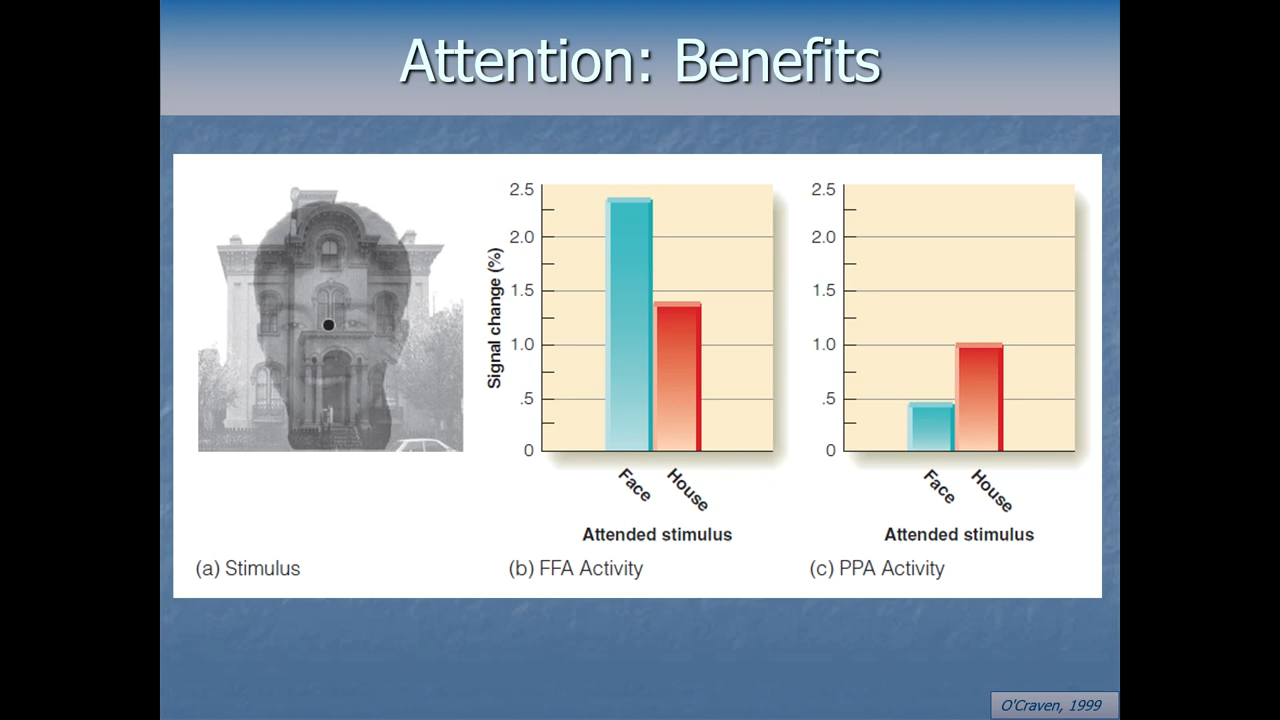 Attention: Benefits
2.5
2.0
1.5
1.0
.5
0
Signal change (%)
Face
House
Attended stimulus
2.5
2.0
1.5
1.0
.5
0
Face
House
Attended stimulus
(a) Stimulus
(b) FFA Activity
(c) PPA Activity
O'Craven, 1999